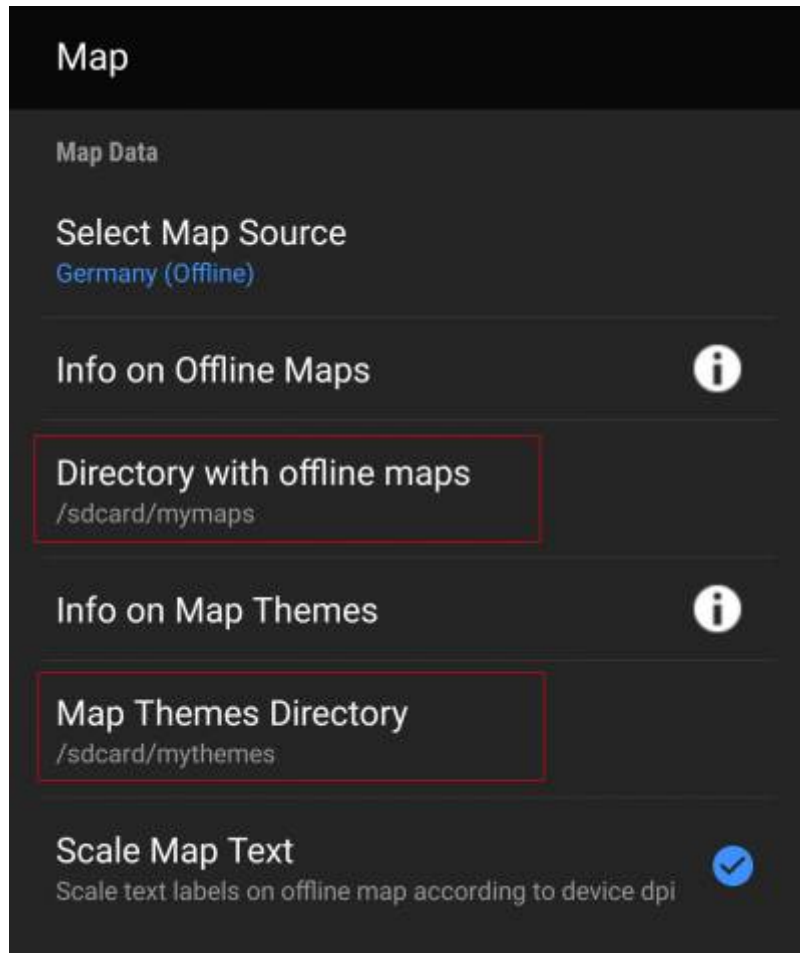 Map
Map Data
Select Map Source
Germany (Offline)
Info on Offline Maps
Directory with offline maps
/sdcard/mymaps
Info on Map Themes
Map Themes Directory
/sdcard/mythemes
Scale Map Text
Scale text labels on offline map according to device dpi